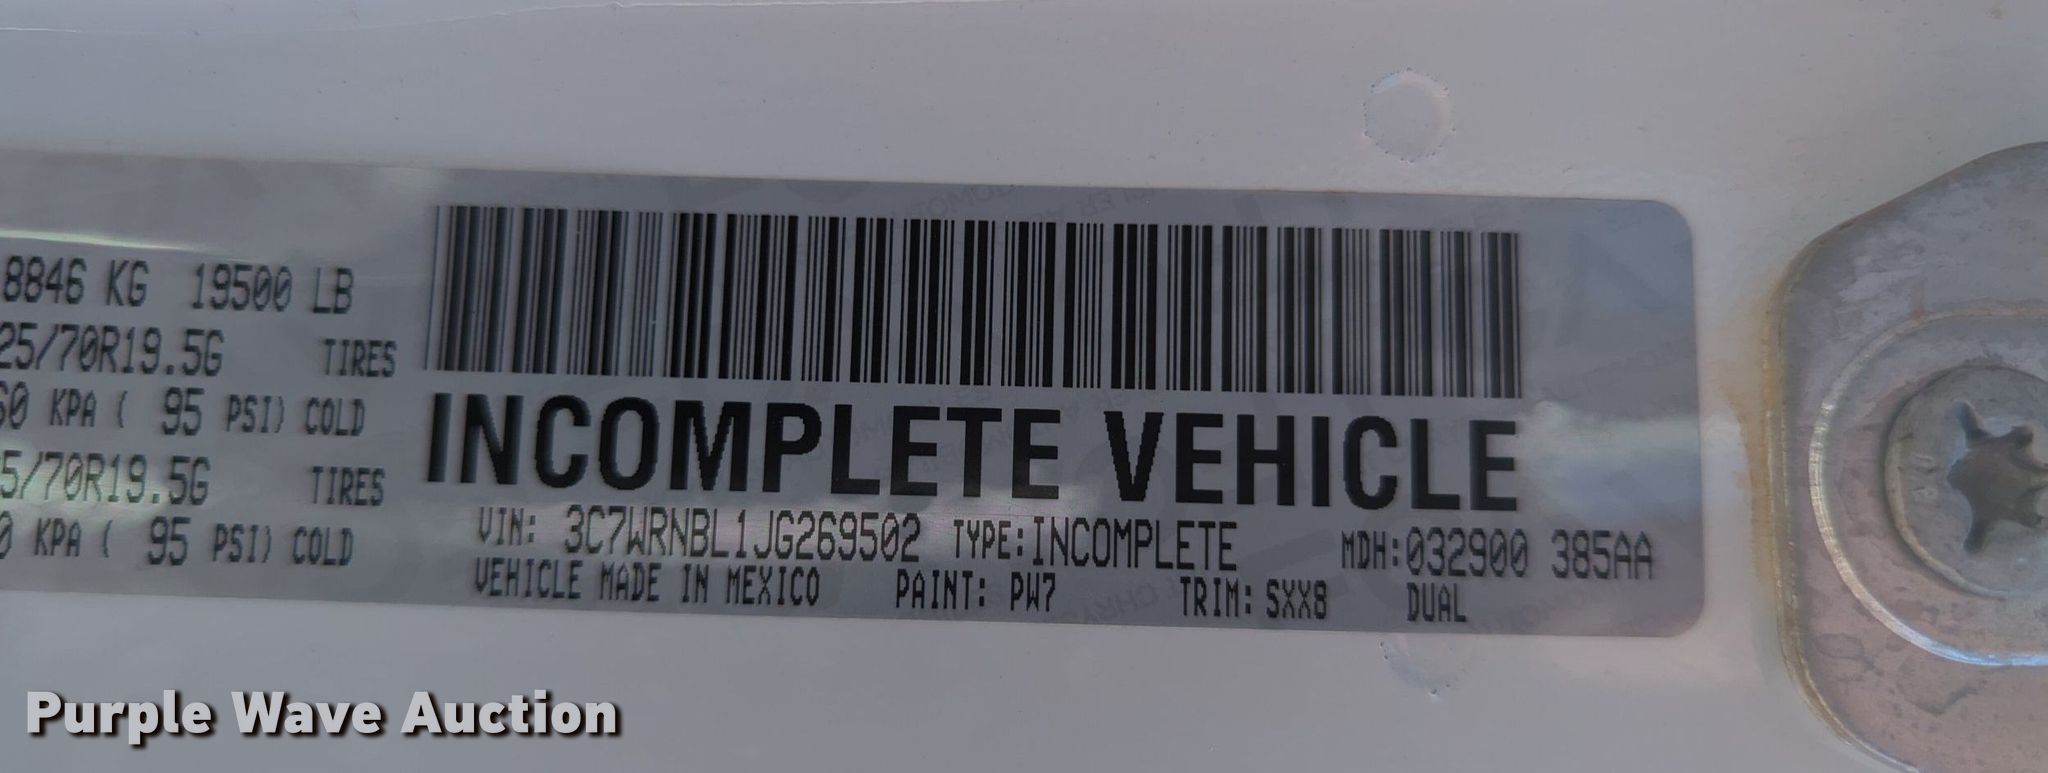 8846 KG 19500 LB
25/70R19.5G TIRES
60 KPA ( 95 PSI) COLD
5/70R19.5G TIRES
0 KPA ( 95 PSI) COLD
INCOMPLETE VEHICLE
VIN: 3C7WRNBL1JG269502 TYPE:INCOMPLETE MDH:032900 385AA
VEHICLE MADE IN MEXICO PAINT: PW7 TRIM: SXX8 DUAL
Purple Wave Auction